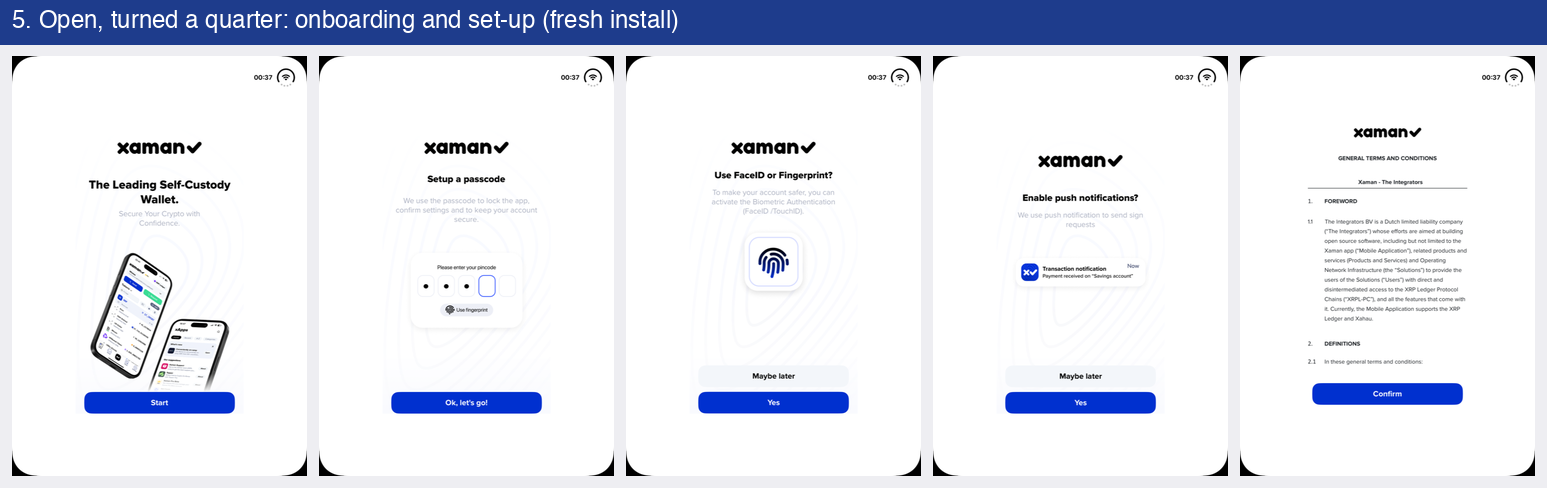 5. Open, turned a quarter: onboarding and set-up (fresh install)
00:37
xaman
The Leading Self-Custody
Wallet.
Secure Your Crypto with
Confidence.
Start
00:37
xaman
Setup a passcode
We use the passcode to lock the app,
confirm settings and to keep your account
secure.
Please enter your pincode
Use fingerprint
Ok, let's go!
00:37
xaman
Use FaceID or Fingerprint?
To make your account safer, you can
activate the Biometric Authentication
(FaceID /TouchID).
Maybe later
Yes
00:37
xaman
Enable push notifications?
We use push notification to send sign
requests
Transaction notification
Now
Payment received on "Savings account"
Maybe later
Yes
00:37
xaman
GENERAL TERMS AND CONDITIONS
Xaman - The Integrators
1. FOREWORD
1.1 The Integrators BV is a Dutch limited liability company
("The Integrators") whose efforts are aimed at building
open source software, including but not limited to the
Xaman app ("Mobile Application"), related products and
services (Products and Services) and Operating
Network Infrastructure (the "Solutions") to provide the
users of the Solutions ("Users") with direct and
disintermediated access to the XRP Ledger Protocol
Chains ("XRPL-PC"), and all the features that come with
it. Currently, the Mobile Application supports the XRP
Ledger and Xahau.
2. DEFINITIONS
2.1 In these general terms and conditions:
Confirm